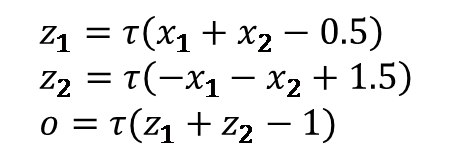 z₁ = τ(x₁ + x₂ − 0.5)
z₂ = τ(−x₁ − x₂ + 1.5)
o = τ(z₁ + z₂ − 1)